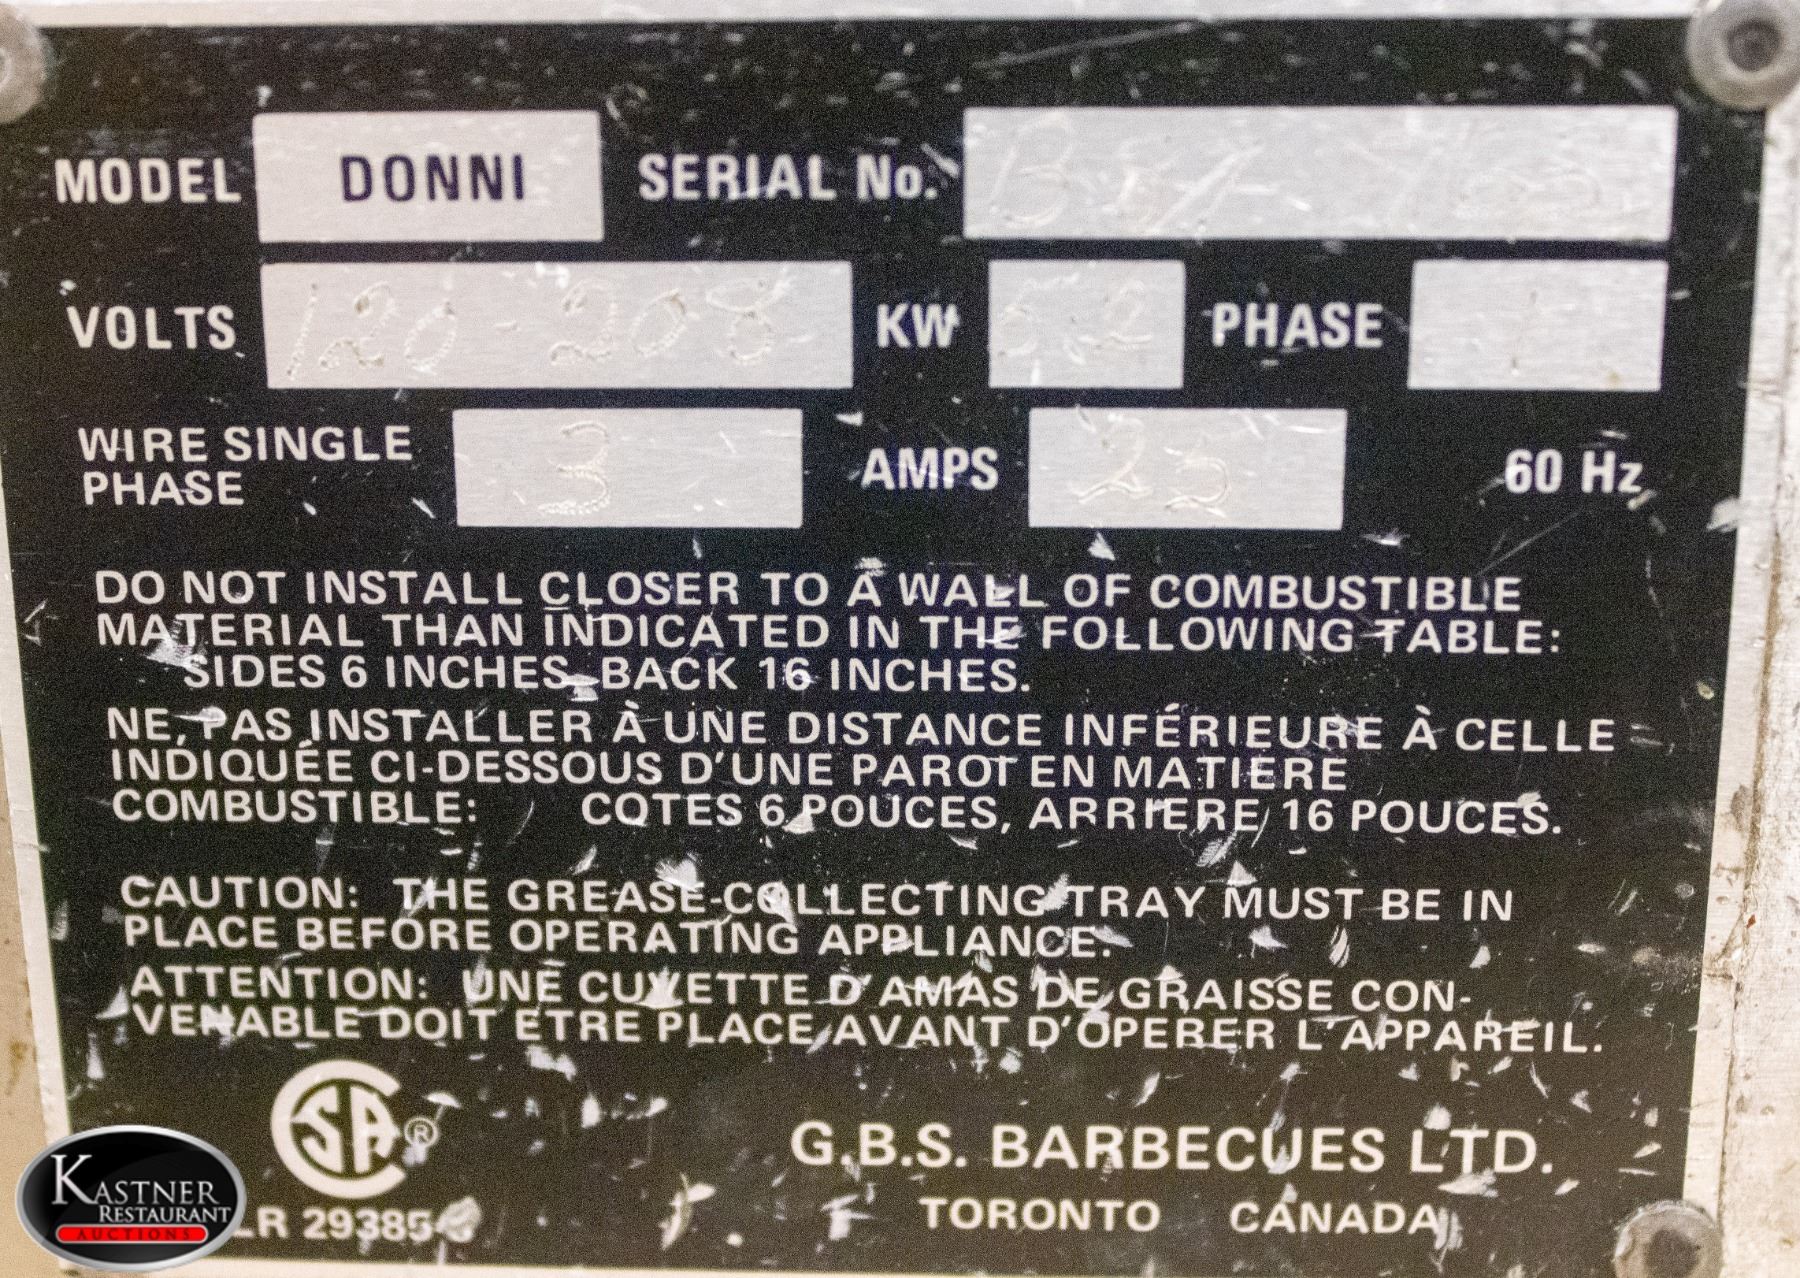 MODEL DONNI SERIAL No.
VOLTS 120 - 208 KW PHASE
WIRE SINGLE
PHASE 3 AMPS 25 60 Hz
DO NOT INSTALL CLOSER TO A WALL OF COMBUSTIBLE
MATERIAL THAN INDICATED IN THE FOLLOWING TABLE:
SIDES 6 INCHES, BACK 16 INCHES.
NE PAS INSTALLER À UNE DISTANCE INFÉRIEURE À CELLE
INDIQUÉE CI-DESSOUS D'UNE PAROI EN MATIERE
COMBUSTIBLE: COTES 6 POUCES, ARRIERE 16 POUCES.
CAUTION: THE GREASE-COLLECTING TRAY MUST BE IN
PLACE BEFORE OPERATING APPLIANCE.
ATTENTION: UNE CUVETTE D'AMAS DE GRAISSE CON-
VENABLE DOIT ETRE PLACE AVANT D'OPERER L'APPAREIL.
CSA ®
G.B.S. BARBECUES LTD.
LR 29385
TORONTO CANADA
KASTNER
RESTAURANT
AUCTIONS